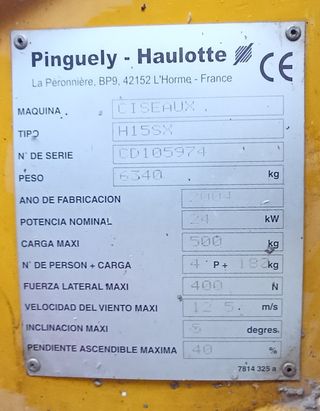 Pinguely - Haulotte CE
La Péronnière, BP9, 42152 L'Horme - France
MAQUINA CISEAUX
TIPO H15SX
N° DE SERIE CD105974
PESO 6340 kg
ANO DE FABRICACION 2004
POTENCIA NOMINAL 24 kW
CARGA MAXI 500 kg
N° DE PERSON + CARGA 4 P+ 180 kg
FUERZA LATERAL MAXI 400 N
VELOCIDAD DEL VIENTO MAXI 12.5 m/s
INCLINACION MAXI degres.
PENDIENTE ASCENDIBLE MAXIMA 40 %
7814 325 a